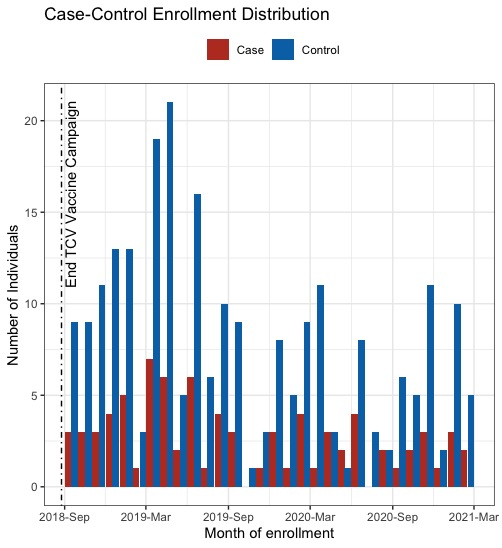 Case-Control Enrollment Distribution
Case Control
Number of Individuals
20
15
10
5
0
End TCV Vaccine Campaign
2018-Sep 2019-Mar 2019-Sep 2020-Mar 2020-Sep 2021-Mar
Month of enrollment